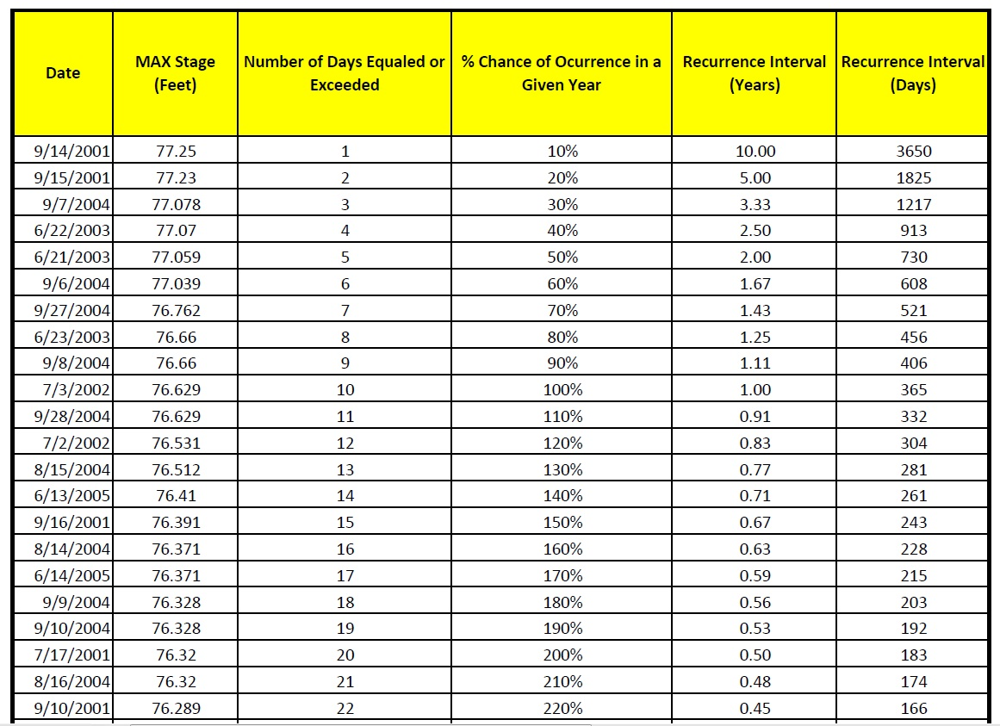 Date MAX Stage (Feet) Number of Days Equaled or Exceeded % Chance of Ocurrence in a Given Year Recurrence Interval (Years) Recurrence Interval (Days)
9/14/2001 77.25 1 10% 10.00 3650
9/15/2001 77.23 2 20% 5.00 1825
9/7/2004 77.078 3 30% 3.33 1217
6/22/2003 77.07 4 40% 2.50 913
6/21/2003 77.059 5 50% 2.00 730
9/6/2004 77.039 6 60% 1.67 608
9/27/2004 76.762 7 70% 1.43 521
6/23/2003 76.66 8 80% 1.25 456
9/8/2004 76.66 9 90% 1.11 406
7/3/2002 76.629 10 100% 1.00 365
9/28/2004 76.629 11 110% 0.91 332
7/2/2002 76.531 12 120% 0.83 304
8/15/2004 76.512 13 130% 0.77 281
6/13/2005 76.41 14 140% 0.71 261
9/16/2001 76.391 15 150% 0.67 243
8/14/2004 76.371 16 160% 0.63 228
6/14/2005 76.371 17 170% 0.59 215
9/9/2004 76.328 18 180% 0.56 203
9/10/2004 76.328 19 190% 0.53 192
7/17/2001 76.32 20 200% 0.50 183
8/16/2004 76.32 21 210% 0.48 174
9/10/2001 76.289 22 220% 0.45 166